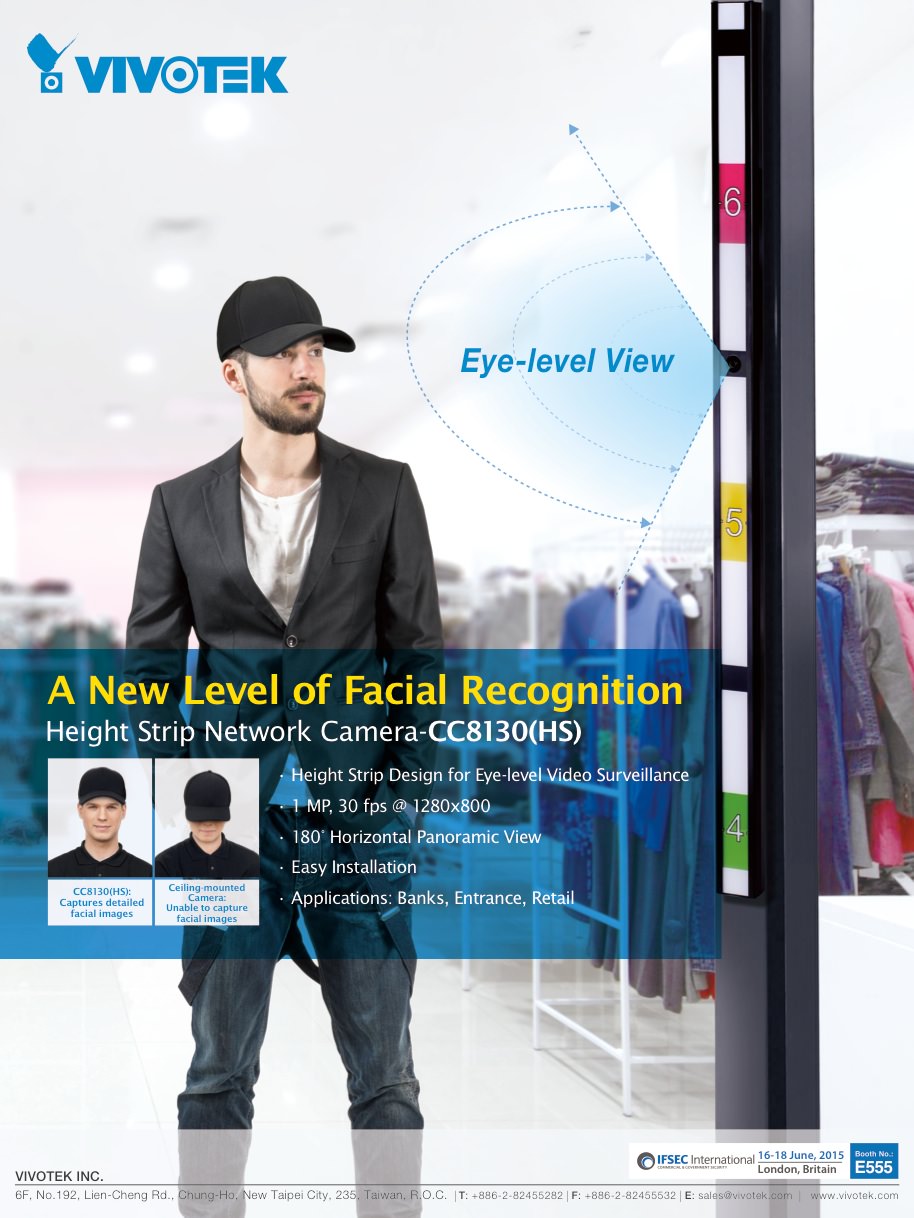 VIVOTEK
6
Eye-level View
5
A New Level of Facial Recognition
Height Strip Network Camera-CC8130(HS)
· Height Strip Design for Eye-level Video Surveillance
· 1 MP, 30 fps @ 1280x800
· 180° Horizontal Panoramic View
· Easy Installation
· Applications: Banks, Entrance, Retail
4
CC8130(HS):
Captures detailed
facial images
Ceiling-mounted
Camera:
Unable to capture
facial images
IFSEC International
COMMERCIAL & GOVERNMENT SECURITY
16-18 June, 2015
London, Britain
Booth No.:
E555
VIVOTEK INC.
6F, No.192, Lien-Cheng Rd., Chung-Ho, New Taipei City, 235, Taiwan, R.O.C. | T: +886-2-82455282 | F: +886-2-82455532 | E: sales@vivotek.com | www.vivotek.com